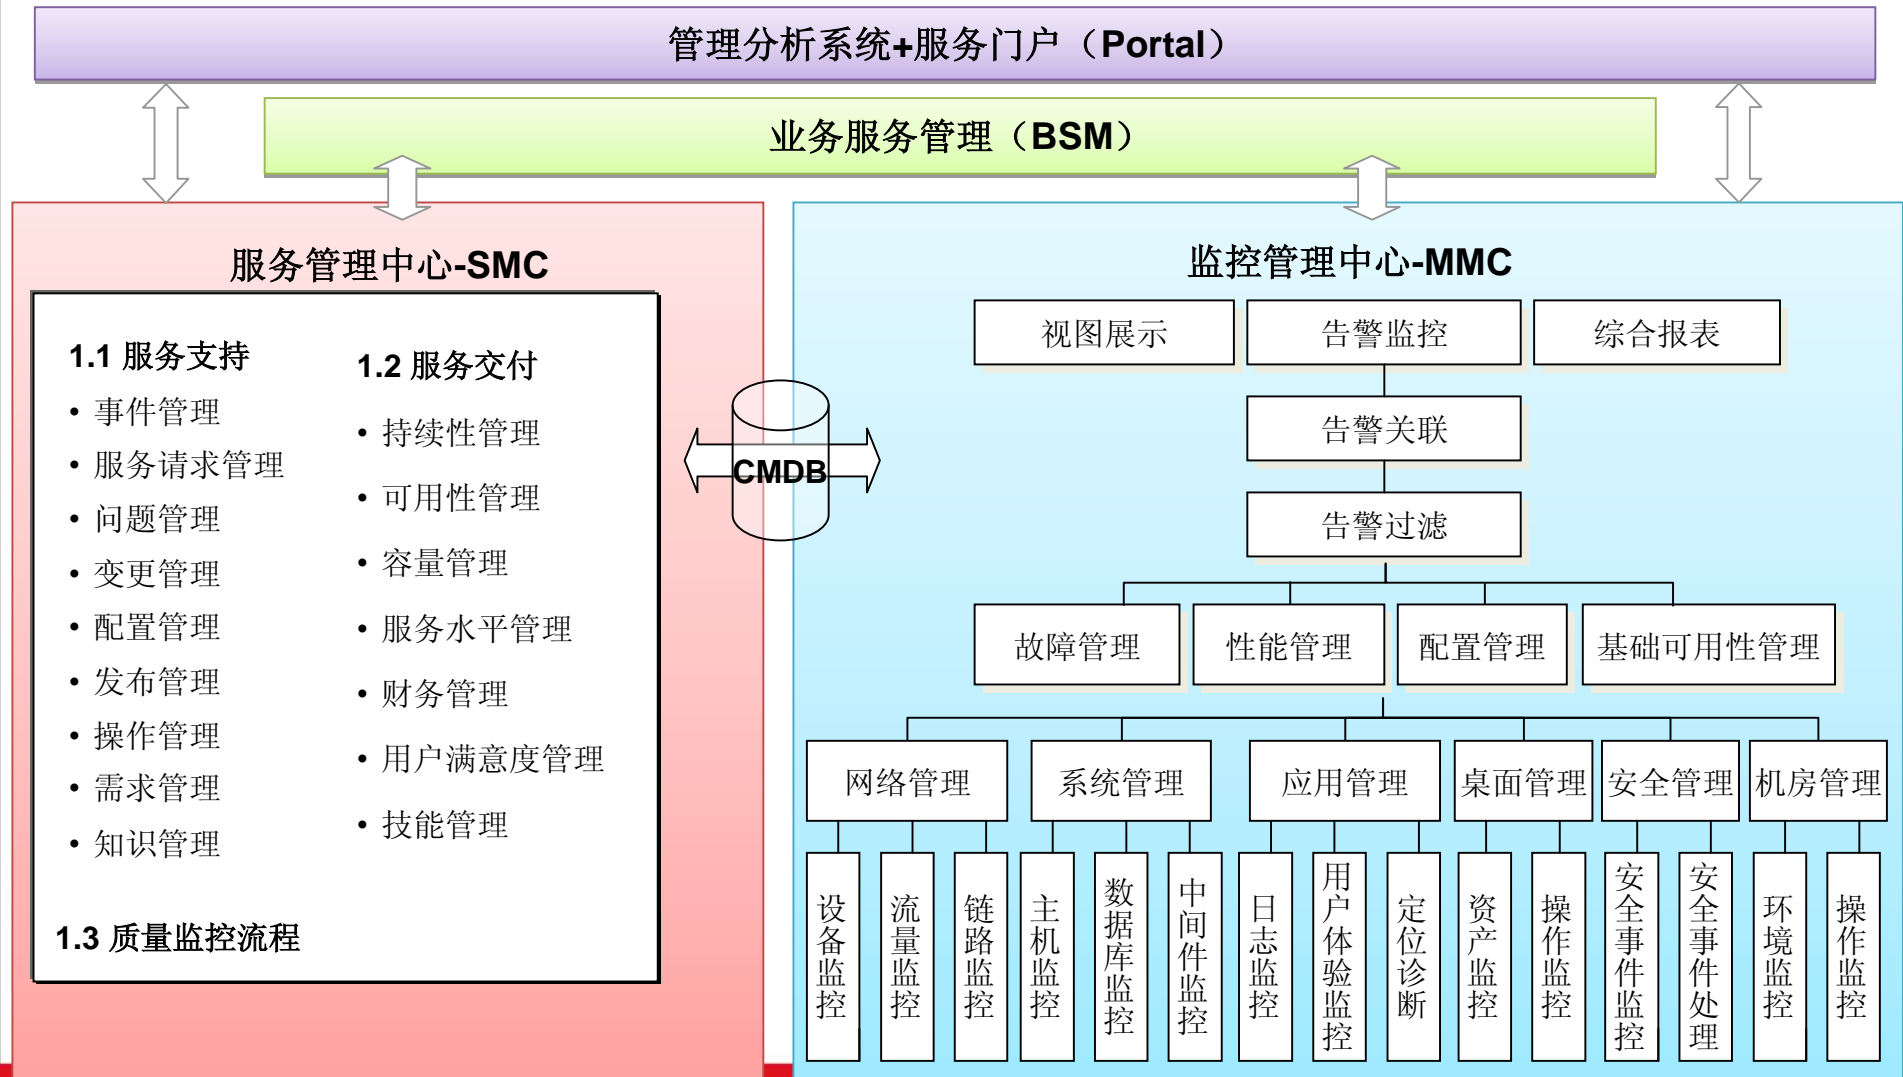 管理分析系统+服务门户（Portal）
业务服务管理（BSM）
服务管理中心-SMC
1.1 服务支持
• 事件管理
• 服务请求管理
• 问题管理
• 变更管理
• 配置管理
• 发布管理
• 操作管理
• 需求管理
• 知识管理
1.2 服务交付
• 持续性管理
• 可用性管理
• 容量管理
• 服务水平管理
• 财务管理
• 用户满意度管理
• 技能管理
1.3 质量监控流程
CMDB
监控管理中心-MMC
视图展示
告警监控
综合报表
告警关联
告警过滤
故障管理
性能管理
配置管理
基础可用性管理
网络管理
系统管理
应用管理
桌面管理
安全管理
机房管理
设备监控
流量监控
链路监控
主机监控
数据库监控
中间件监控
日志监控
用户体验监控
定位诊断
资产监控
操作监控
安全事件监控
安全事件处理
环境监控
操作监控